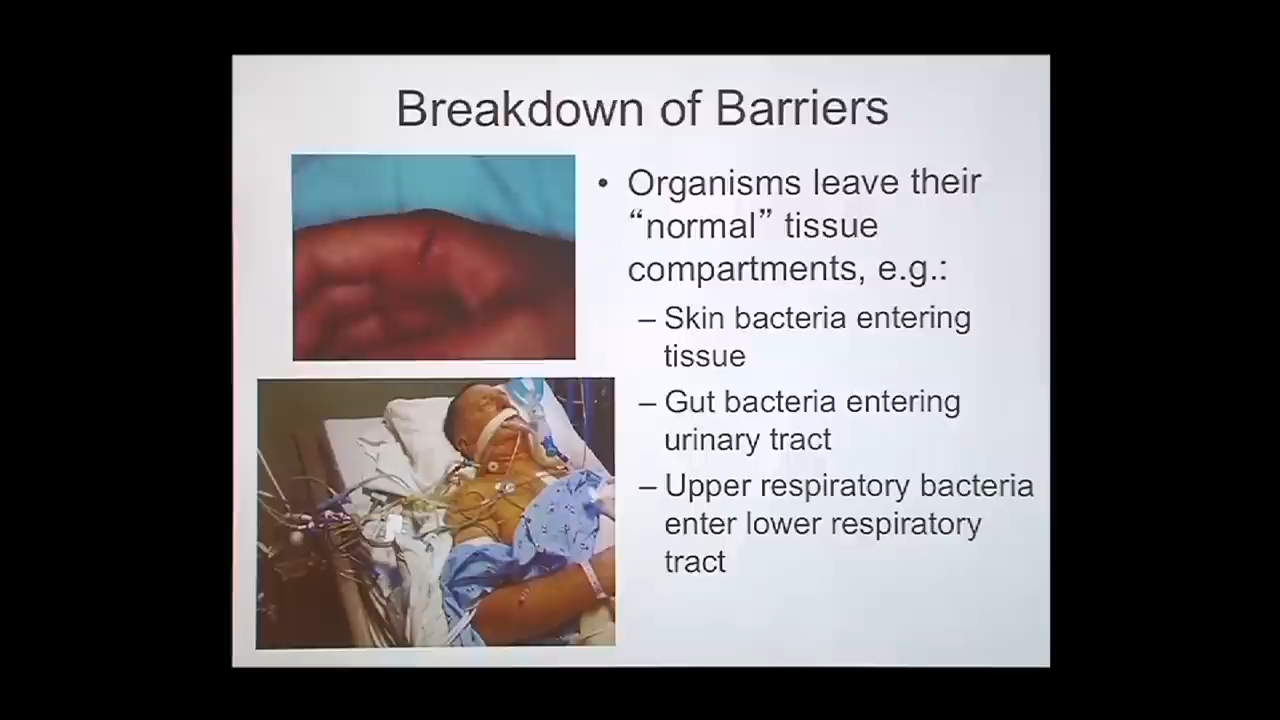 Breakdown of Barriers
• Organisms leave their
“normal” tissue
compartments, e.g.:
– Skin bacteria entering
tissue
– Gut bacteria entering
urinary tract
– Upper respiratory bacteria
enter lower respiratory
tract